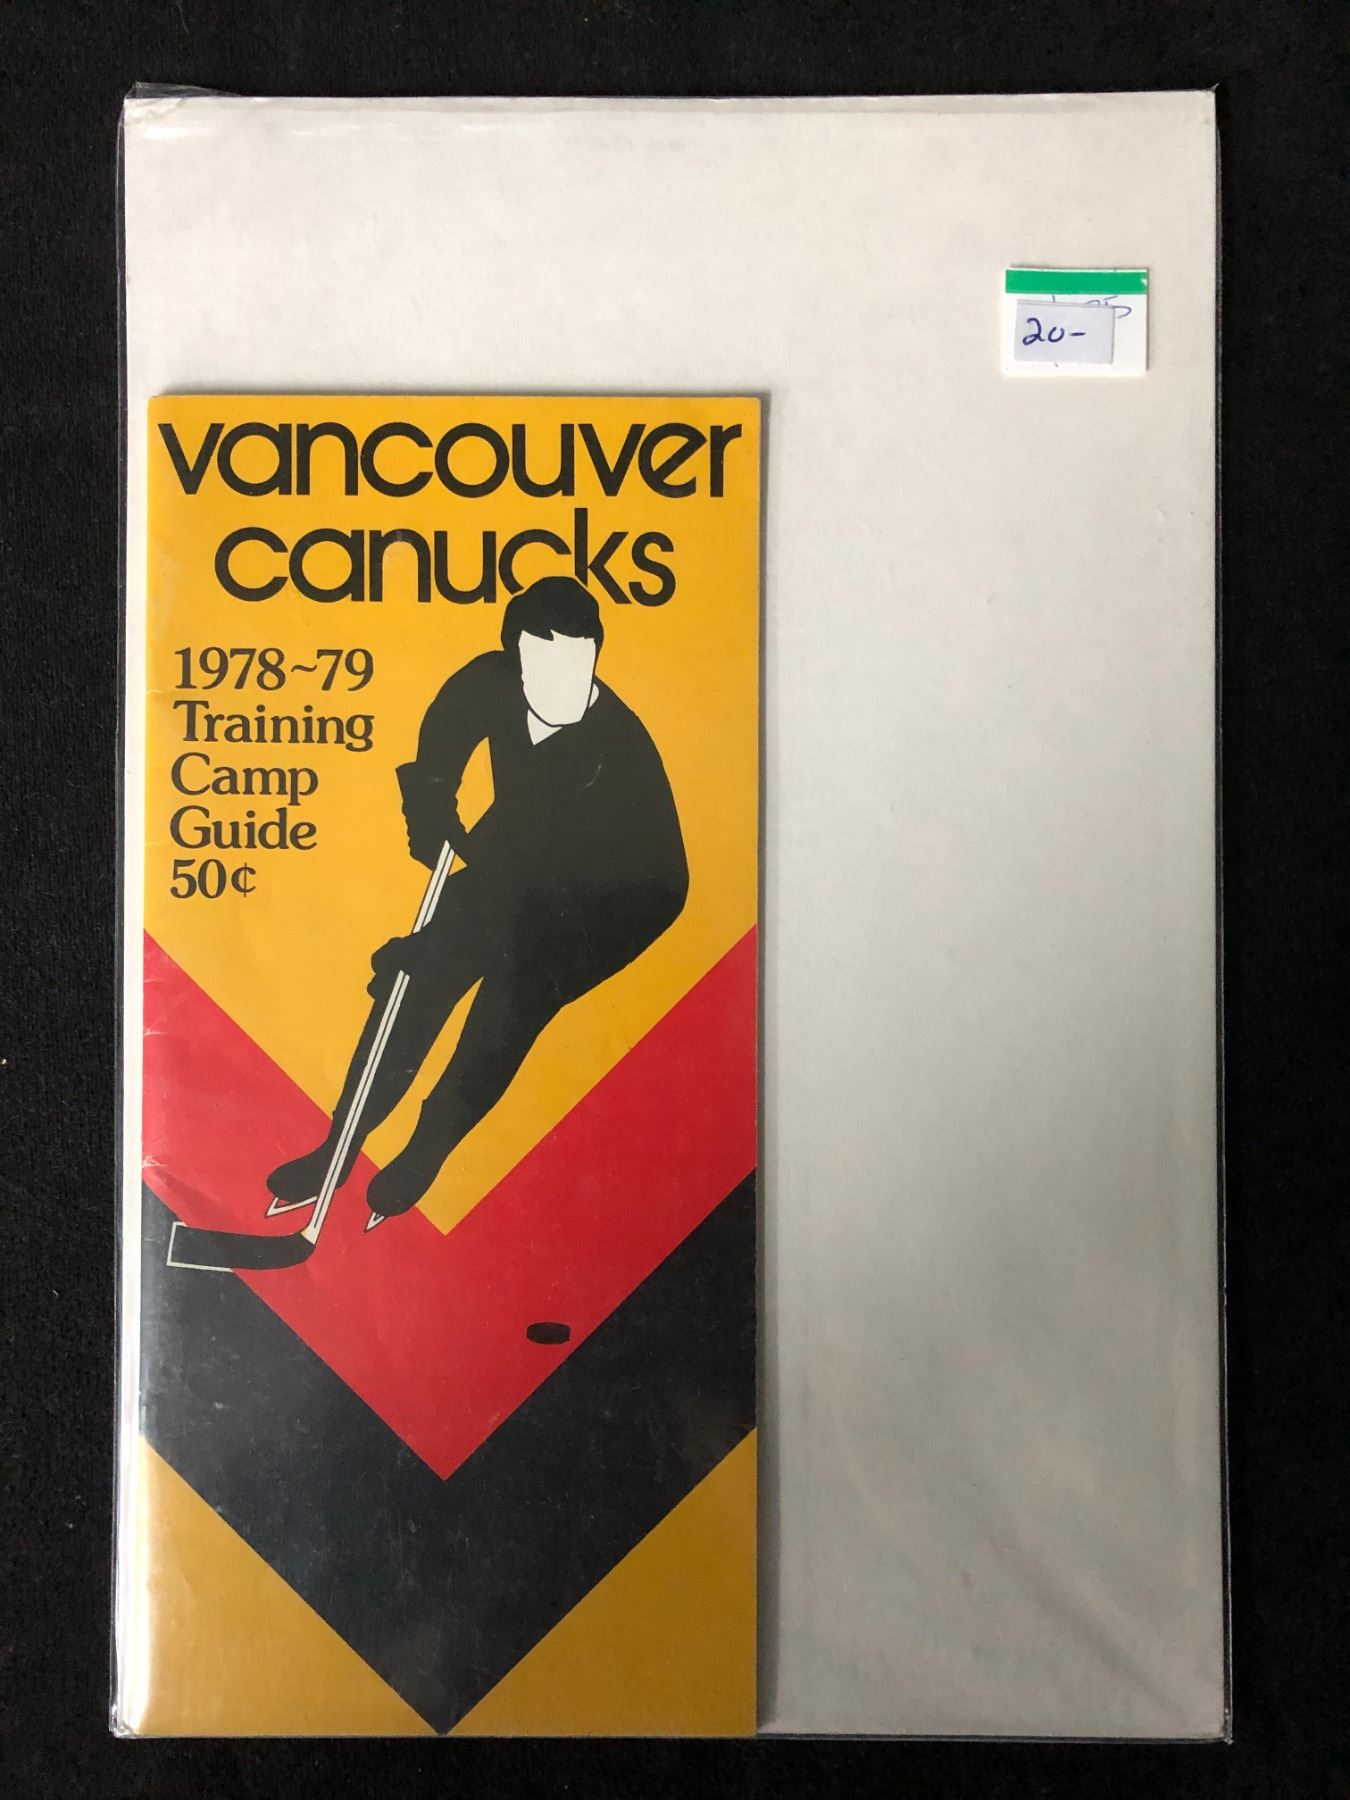 vancouver
canucks
1978~79
Training
Camp
Guide
50¢
20-